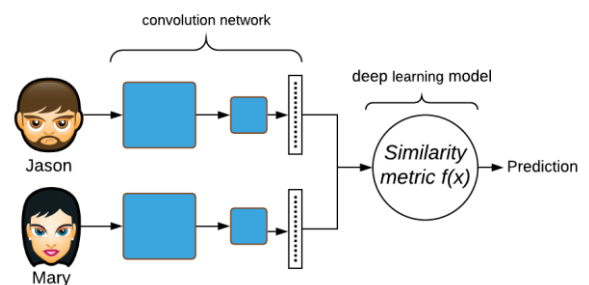 convolution network
deep learning model
Jason
Similarity
metric f(x)
Prediction
Mary